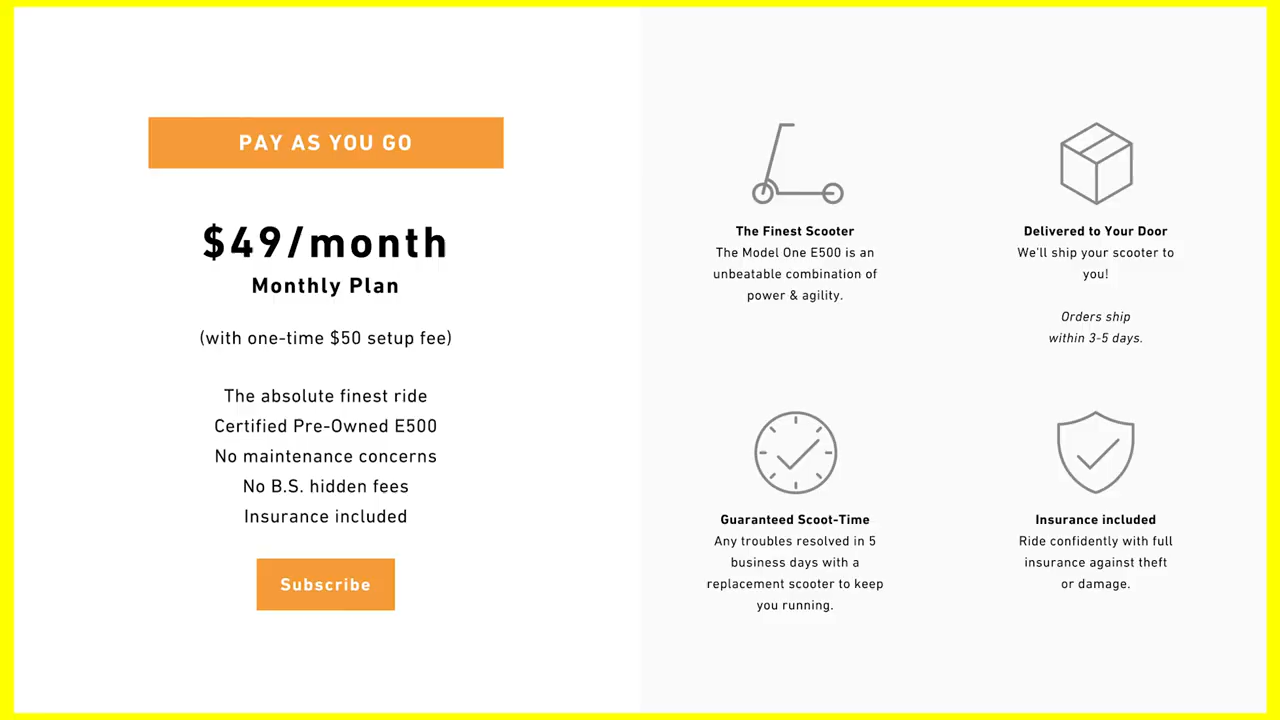 PAY AS YOU GO
$49/month
Monthly Plan
(with one-time $50 setup fee)
The absolute finest ride
Certified Pre-Owned E500
No maintenance concerns
No B.S. hidden fees
Insurance included
Subscribe
The Finest Scooter
The Model One E500 is an
unbeatable combination of
power & agility.
Delivered to Your Door
We'll ship your scooter to
you!
Orders ship
within 3-5 days.
Guaranteed Scoot-Time
Any troubles resolved in 5
business days with a
replacement scooter to keep
you running.
Insurance included
Ride confidently with full
insurance against theft
or damage.